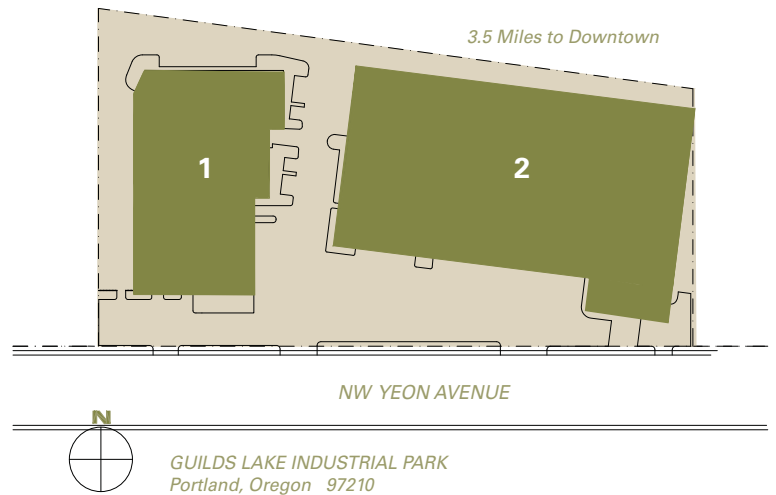 3.5 Miles to Downtown
1
2
NW YEON AVENUE
N
GUILDS LAKE INDUSTRIAL PARK
Portland, Oregon 97210